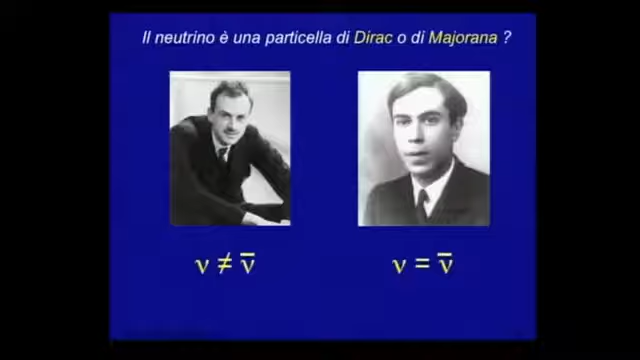 Il neutrino è una particella di Dirac o di Majorana ?
ν ≠ ν̅
ν = ν̅